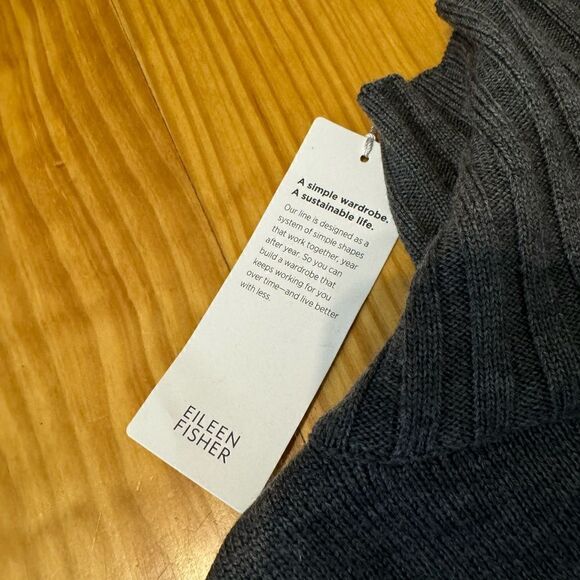 A simple wardrobe.
A sustainable life.
Our line is designed as a
system of simple shapes
that work together, year
after year. So you can
build a wardrobe that
keeps working for you
over time—and live better
with less.
EILEEN
FISHER